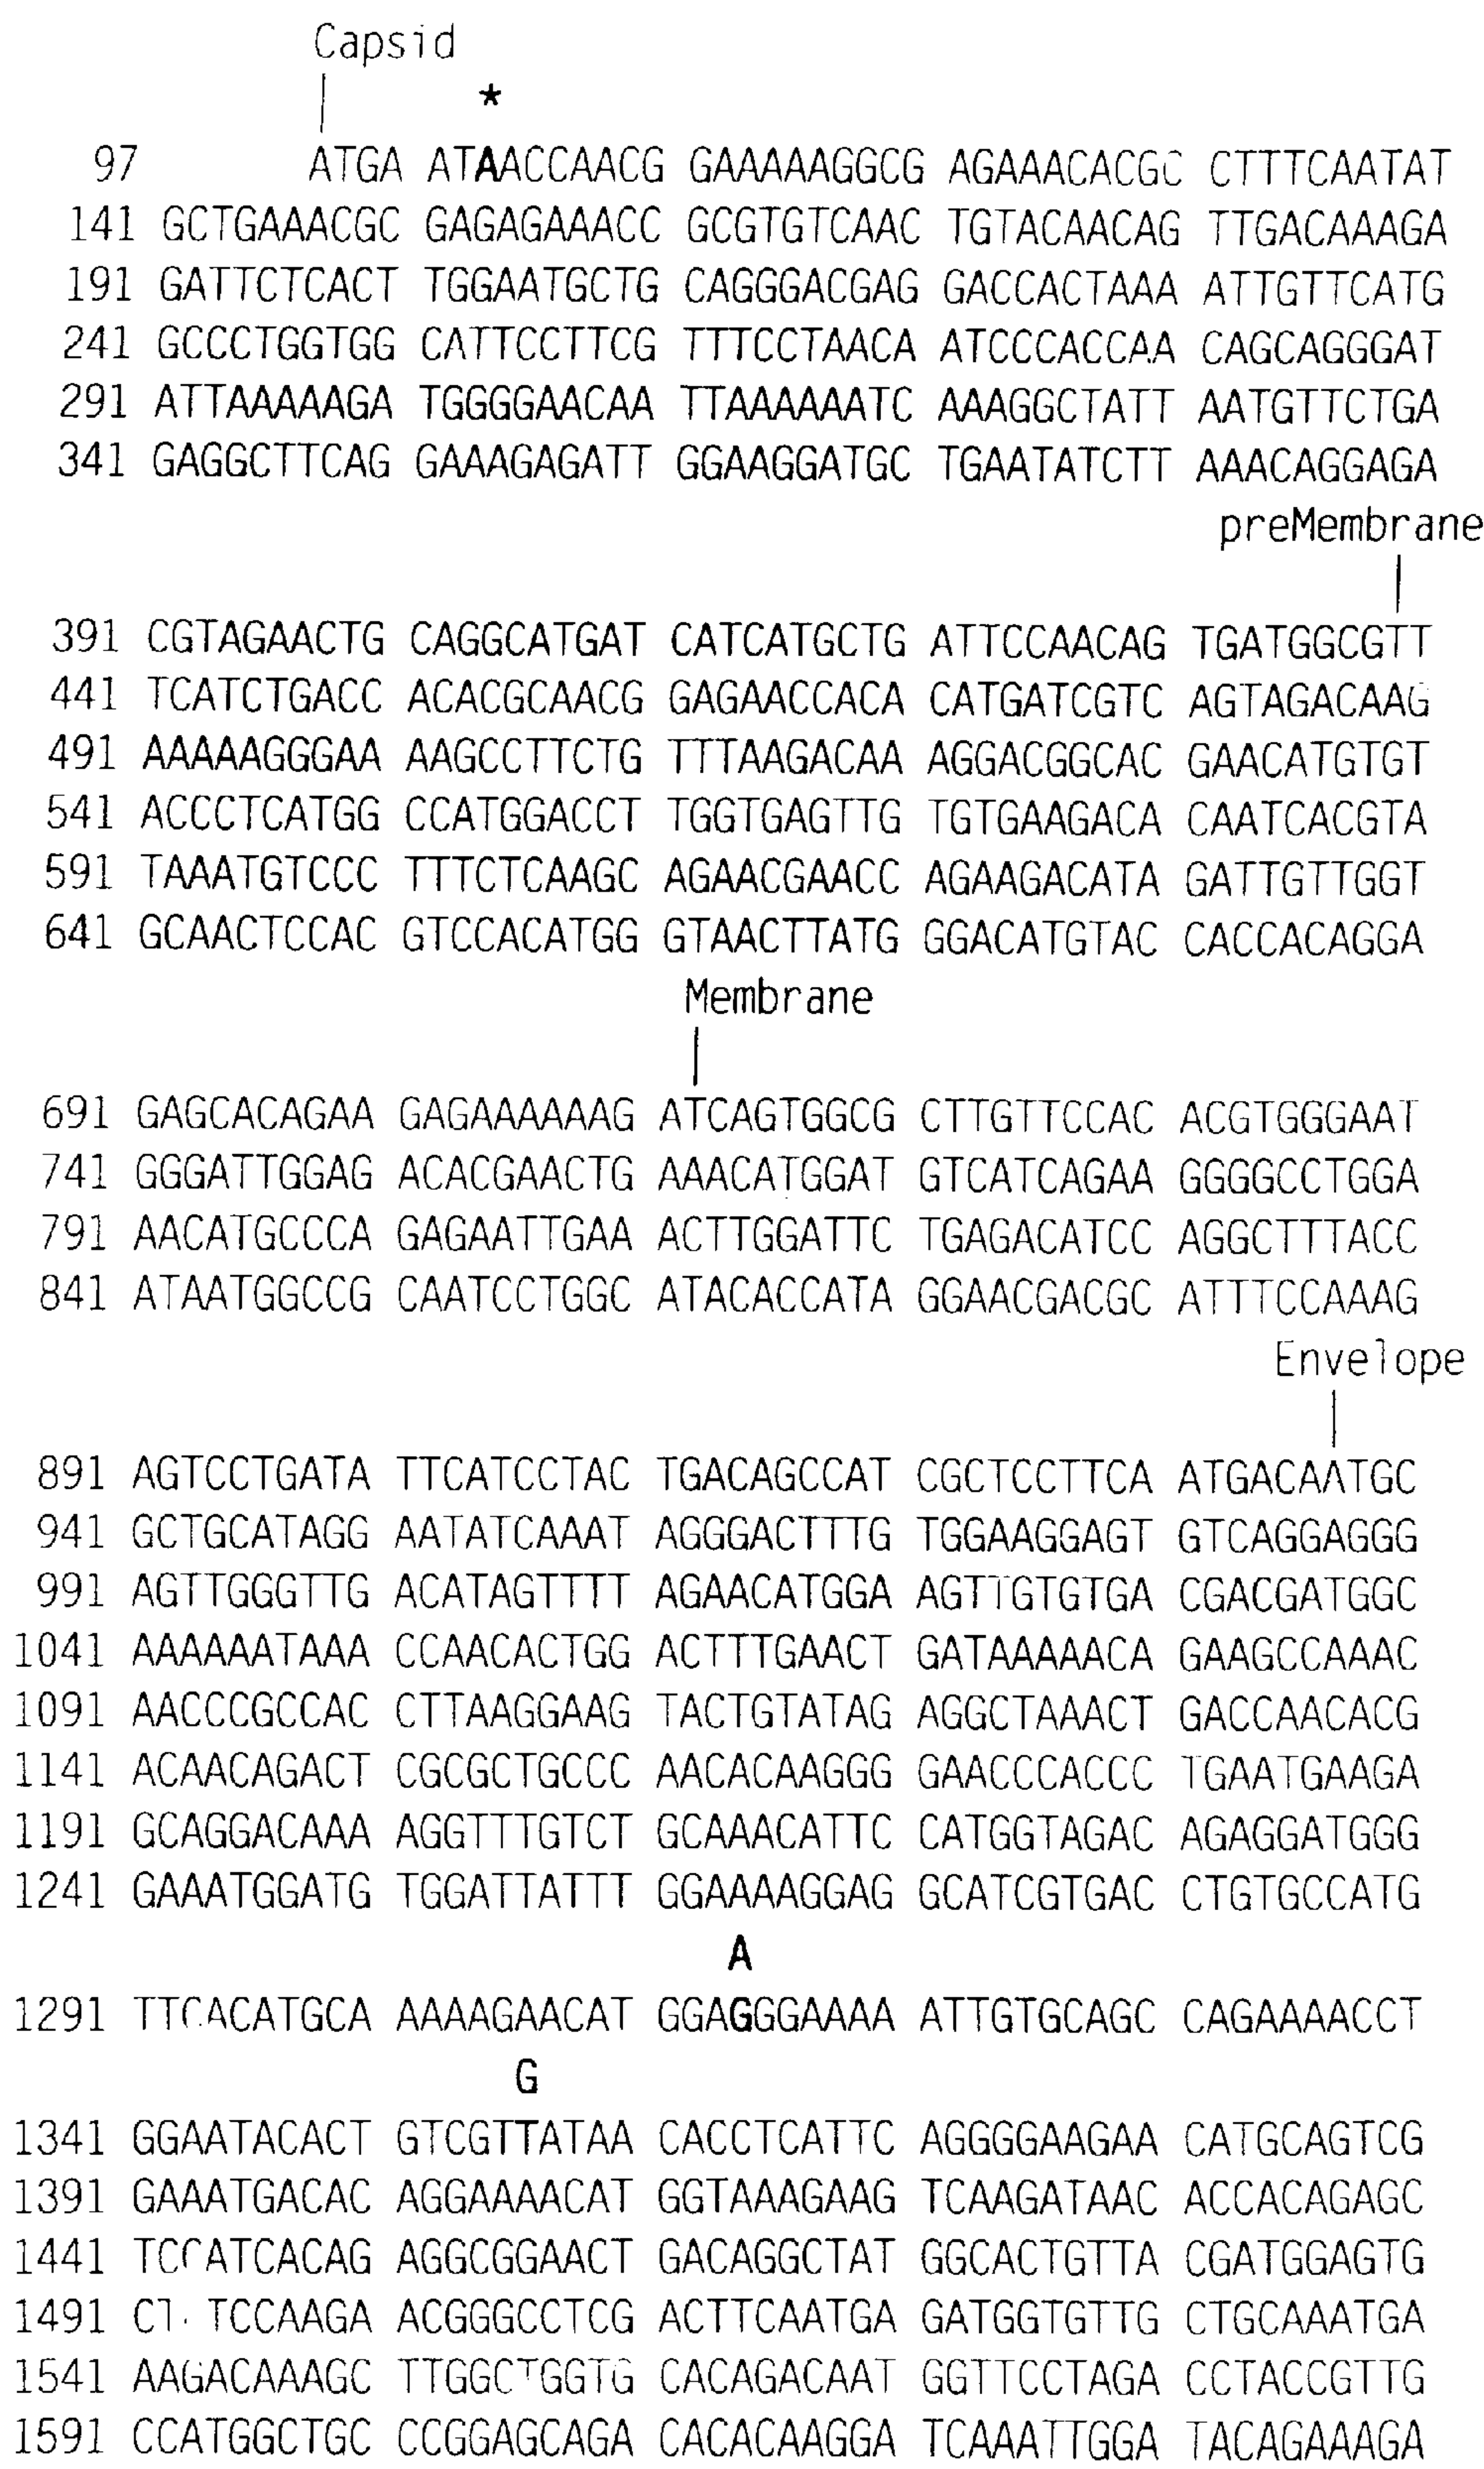 Capsid
*
97 ATGA ATAACCAACG GAAAAAGGCG AGAAACACGC CTTTCAATAT
141 GCTGAAACGC GAGAGAAACC GCGTGTCAAC TGTACAACAG TTGACAAAGA
191 GATTCTCACT TGGAATGCTG CAGGGACGAG GACCACTAAA ATTGTTCATG
241 GCCCTGGTGG CATTCCTTCG TTTCCTAACA ATCCCACCAA CAGCAGGGAT
291 ATTAAAAAGA TGGGGAACAA TTAAAAAATC AAAGGCTATT AATGTTCTGA
341 GAGGCTTCAG GAAAGAGATT GGAAGGATGC TGAATATCTT AAACAGGAGA
preMembrane
391 CGTAGAACTG CAGGCATGAT CATCATGCTG ATTCCAACAG TGATGGCGTT
441 TCATCTGACC ACACGCAACG GAGAACCACA CATGATCGTC AGTAGACAAG
491 AAAAAGGGAA AAGCCTTCTG TTTAAGACAA AGGACGGCAC GAACATGTGT
541 ACCCTCATGG CCATGGACCT TGGTGAGTTG TGTGAAGACA CAATCACGTA
591 TAAATGTCCC TTTCTCAAGC AGAACGAACC AGAAGACATA GATTGTTGGT
641 GCAACTCCAC GTCCACATGG GTAACTTATG GGACATGTAC CACCACAGGA
Membrane
691 GAGCACAGAA GAGAAAAAAG ATCAGTGGCG CTTGTTCCAC ACGTGGGAAT
741 GGGATTGGAG ACACGAACTG AAACATGGAT GTCATCAGAA GGGGCCTGGA
791 AACATGCCCA GAGAATTGAA ACTTGGATTC TGAGACATCC AGGCTTTACC
841 ATAATGGCCG CAATCCTGGC ATACACCATA GGAACGACGC ATTTCCAAAG
Envelope
891 AGTCCTGATA TTCATCCTAC TGACAGCCAT CGCTCCTTCA ATGACAATGC
941 GCTGCATAGG AATATCAAAT AGGGACTTTG TGGAAGGAGT GTCAGGAGGG
991 AGTTGGGTTG ACATAGTTTT AGAACATGGA AGTTGTGTGA CGACGATGGC
1041 AAAAAATAAA CCAACACTGG ACTTTGAACT GATAAAAACA GAAGCCAAAC
1091 AACCCGCCAC CTTAAGGAAG TACTGTATAG AGGCTAAACT GACCAACACG
1141 ACAACAGACT CGCGCTGCCC AACACAAGGG GAACCCACCC TGAATGAAGA
1191 GCAGGACAAA AGGTTTGTCT GCAAACATTC CATGGTAGAC AGAGGATGGG
1241 GAAATGGATG TGGATTATTT GGAAAAGGAG GCATCGTGAC CTGTGCCATG
A
1291 TTCACATGCA AAAAGAACAT GGAGGGAAAA ATTGTGCAGC CAGAAAACCT
G
1341 GGAATACACT GTCGTTATAA CACCTCATTC AGGGGAAGAA CATGCAGTCG
1391 GAAATGACAC AGGAAAACAT GGTAAAGAAG TCAAGATAAC ACCACAGAGC
1441 TCCATCACAG AGGCGGAACT GACAGGCTAT GGCACTGTTA CGATGGAGTG
1491 TCCAAGA ACGGGCCTCG ACTTCAATGA GATGGTGTTG CTGCAAATGA
1541 AAGACAAAGC TTGGCTGGTG CACAGACAAT GGTTCCTAGA CCTACCGTTG
1591 CCATGGCTGC CCGGAGCAGA CACACAAGGA TCAAATTGGA TACAGAAAGA